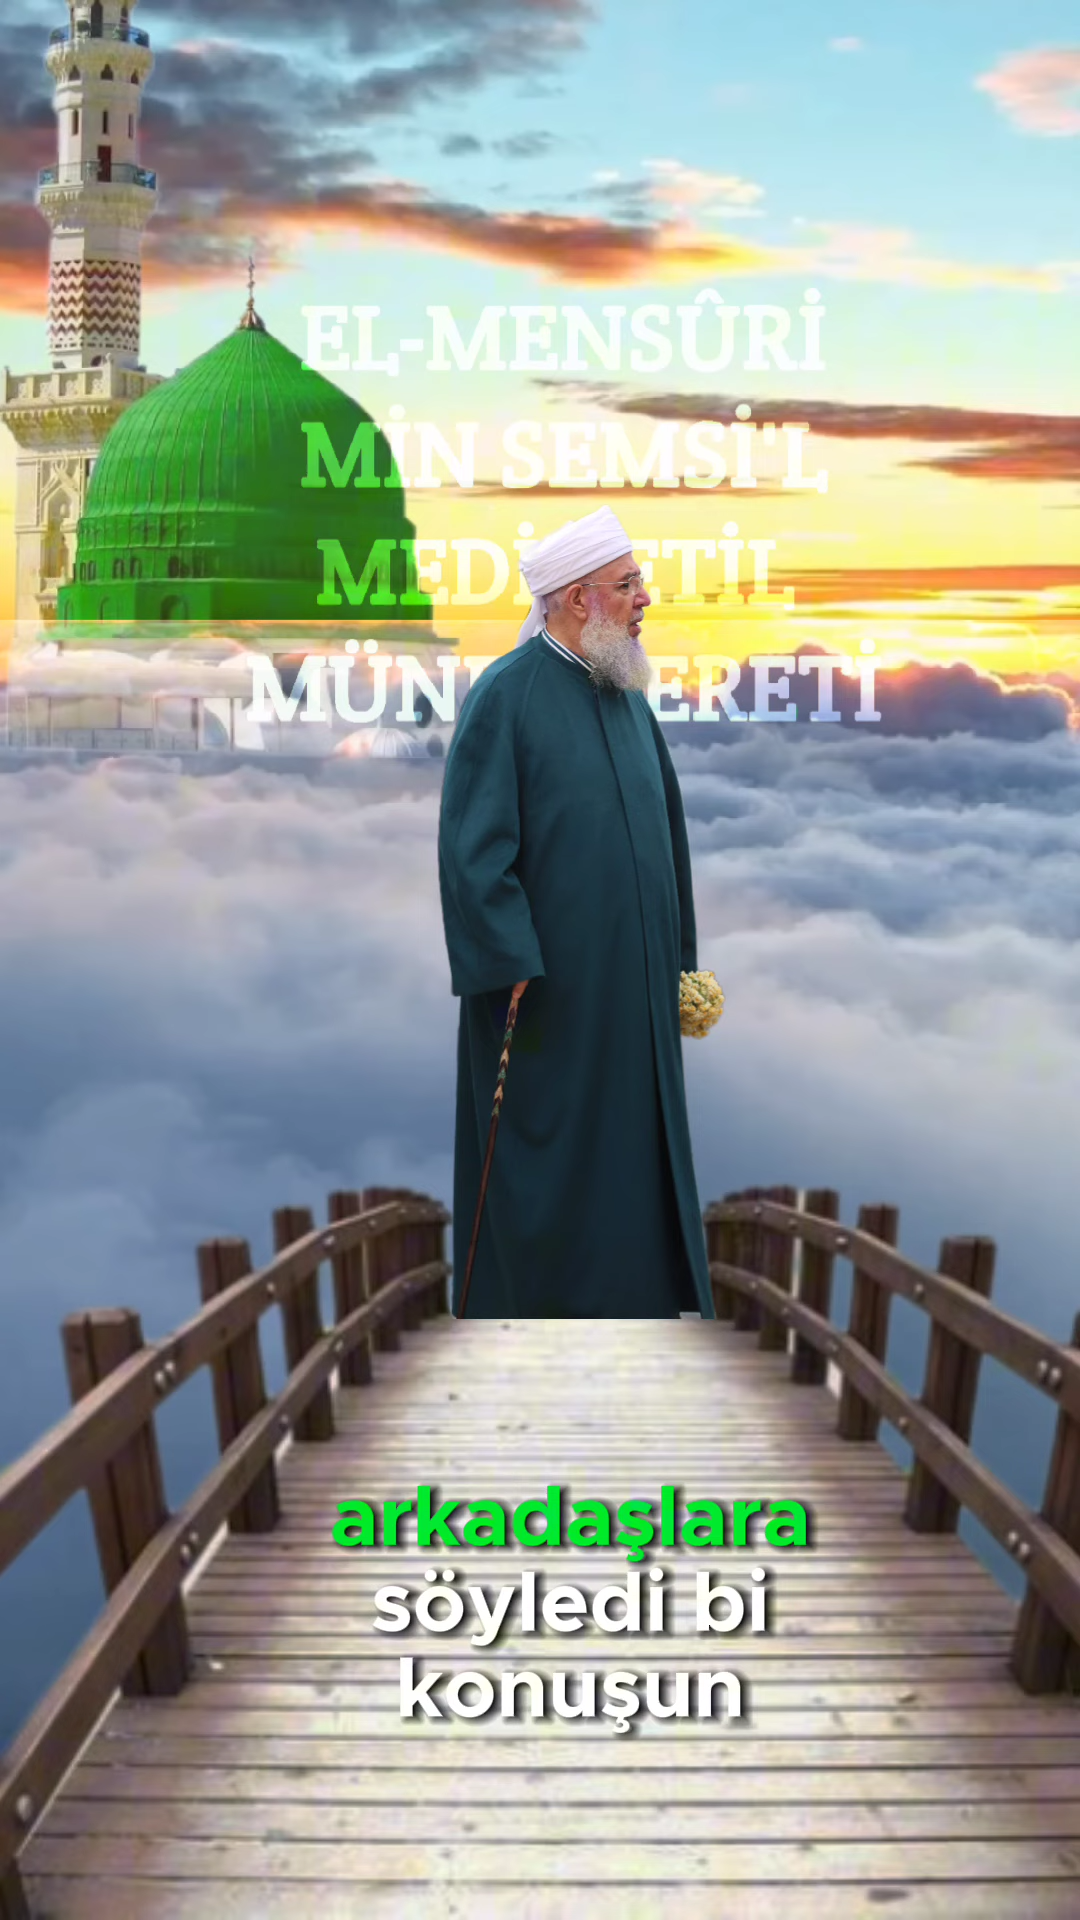 EL-MENSÛRİ
MİN SEMSİ'L
arkadaşlara
söyledi bi
konuşun